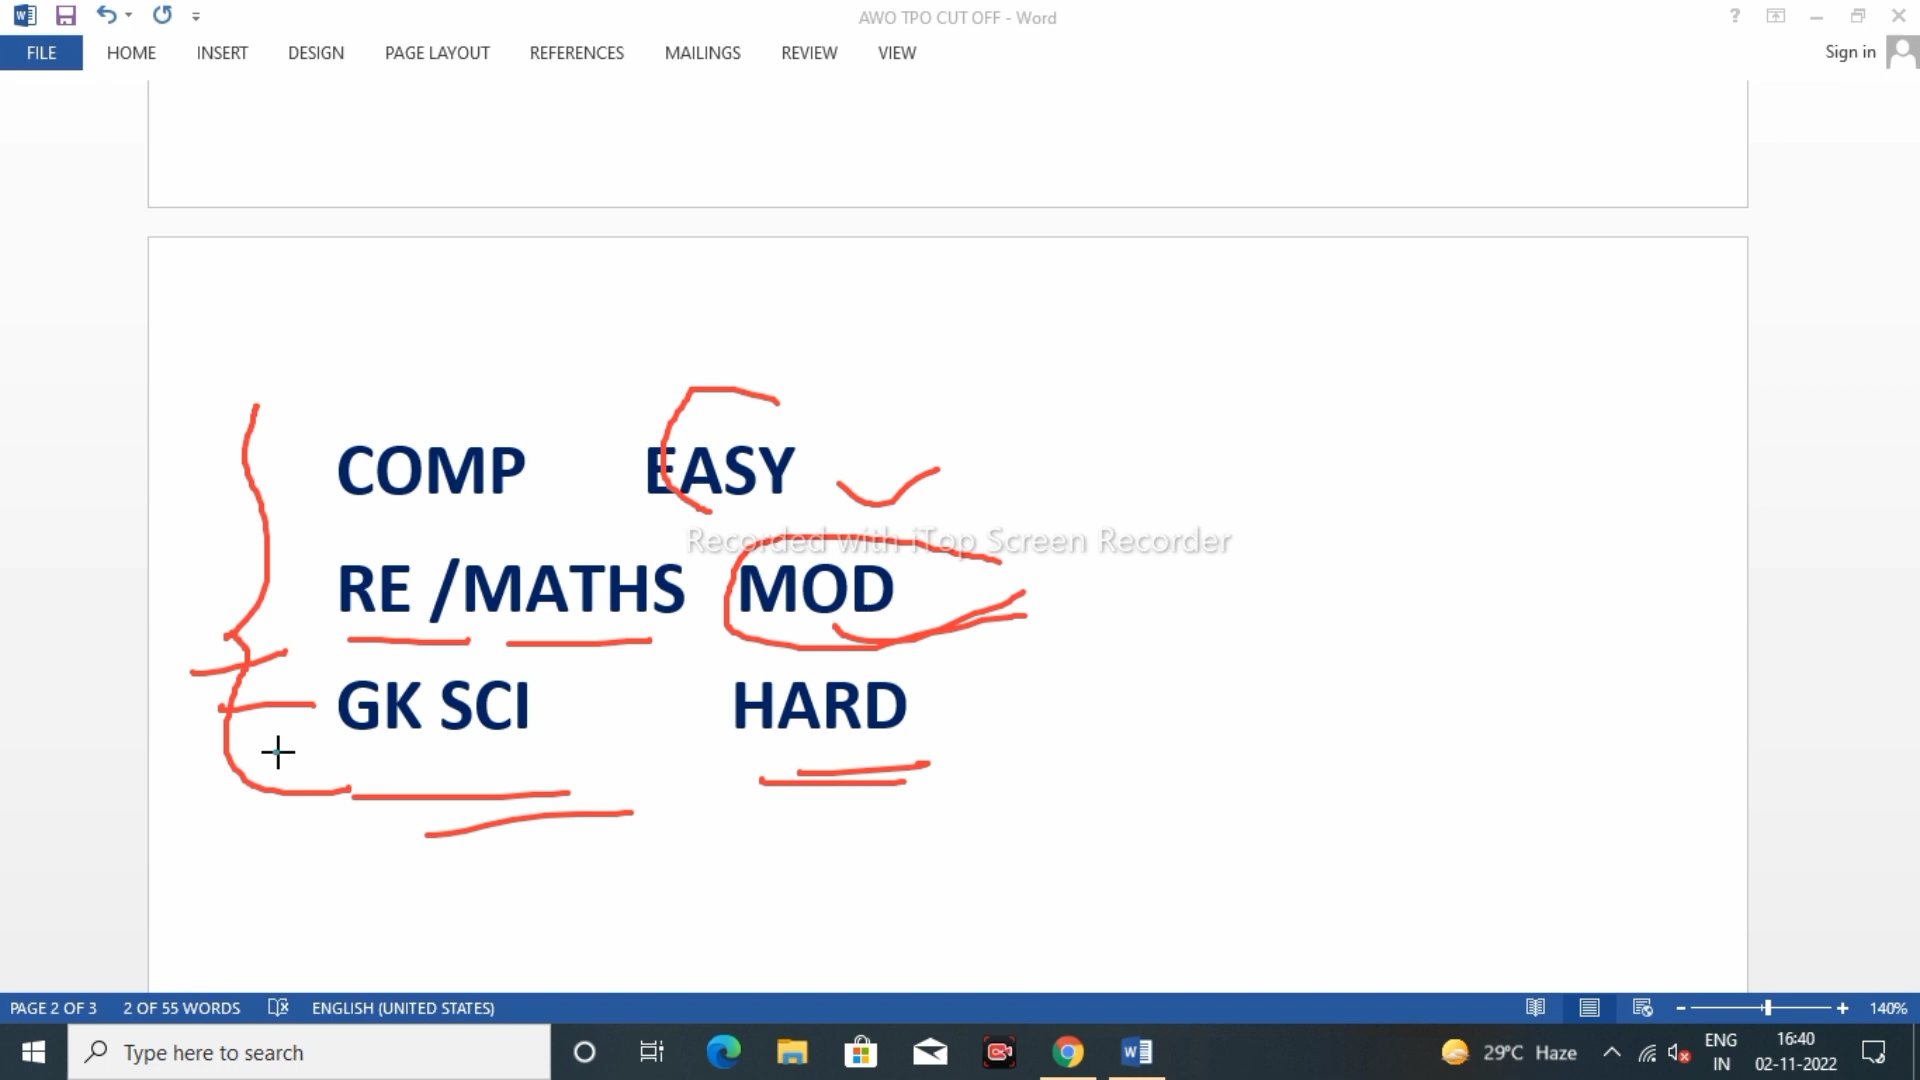 AWO TPO CUT OFF - Word
FILE HOME INSERT DESIGN PAGE LAYOUT REFERENCES MAILINGS REVIEW VIEW Sign in
COMP EASY
Recorded with iTop Screen Recorder
RE /MATHS MOD
GK SCI HARD
PAGE 2 OF 3 2 OF 55 WORDS ENGLISH (UNITED STATES) 140%
Type here to search 29°C Haze ENG IN 16:40 02-11-2022